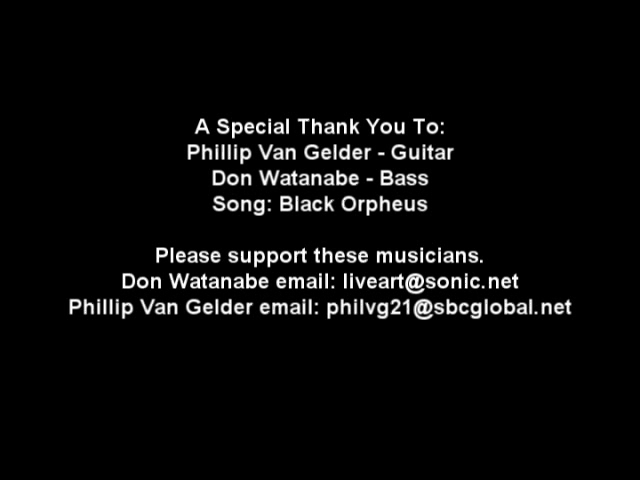 A Special Thank You To:
Phillip Van Gelder - Guitar
Don Watanabe - Bass
Song: Black Orpheus
Please support these musicians.
Don Watanabe email: liveart@sonic.net
Phillip Van Gelder email: philvg21@sbcglobal.net